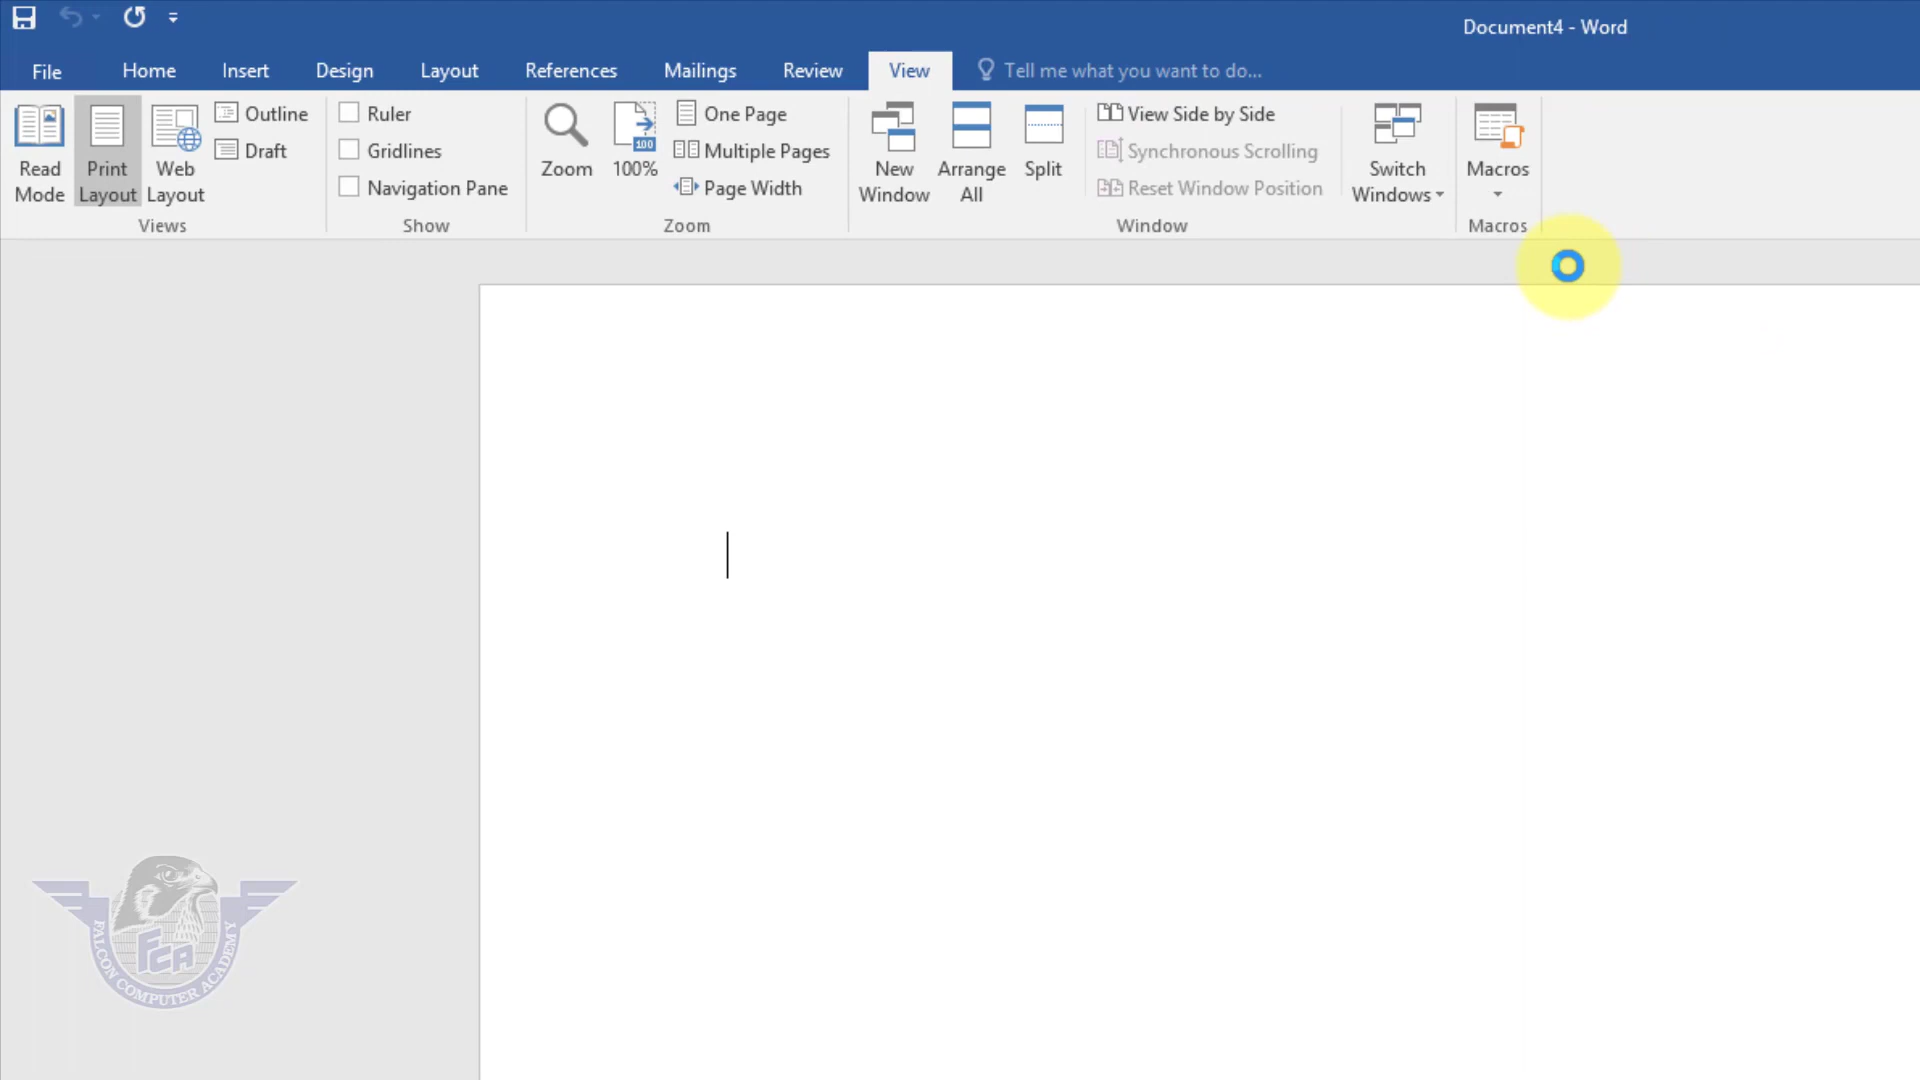 Document4 - Word
File Home Insert Design Layout References Mailings Review View Tell me what you want to do...
Read Mode
Print Layout
Web Layout
Outline
Draft
Views
Ruler
Gridlines
Navigation Pane
Show
Zoom
100
100%
One Page
Multiple Pages
Page Width
Zoom
New Window
Arrange All
Split
View Side by Side
Synchronous Scrolling
Reset Window Position
Switch Windows
Window
Macros
Macros
FCA
FALCON COMPUTER ACADEMY